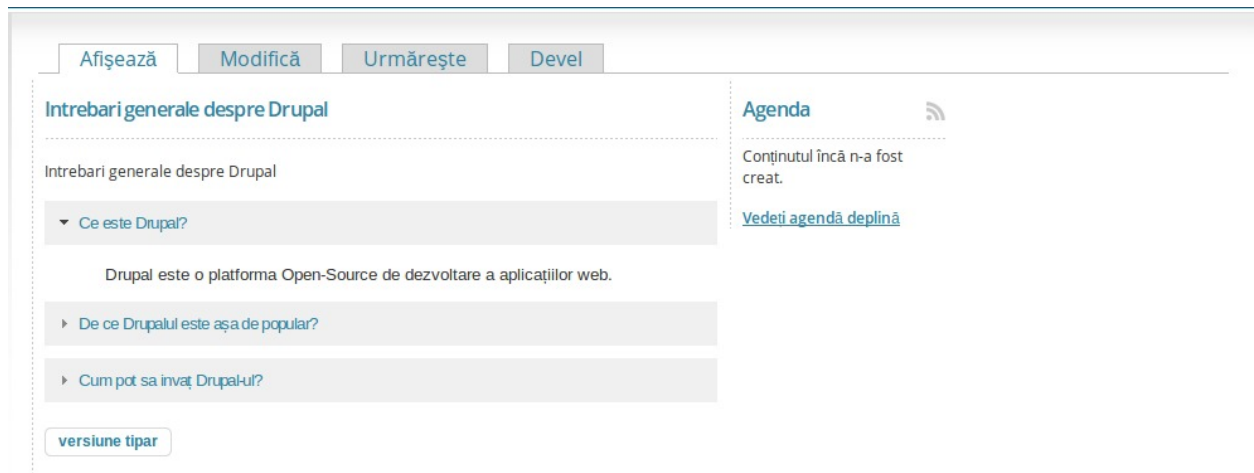 Afişează Modifică Urmăreşte Devel
Intrebari generale despre Drupal
Intrebari generale despre Drupal
Ce este Drupal?
Drupal este o platforma Open-Source de dezvoltare a aplicațiilor web.
De ce Drupalul este așa de popular?
Cum pot sa invaț Drupal-ul?
versiune tipar
Agenda
Conținutul încă n-a fost
creat.
Vedeți agendă deplină